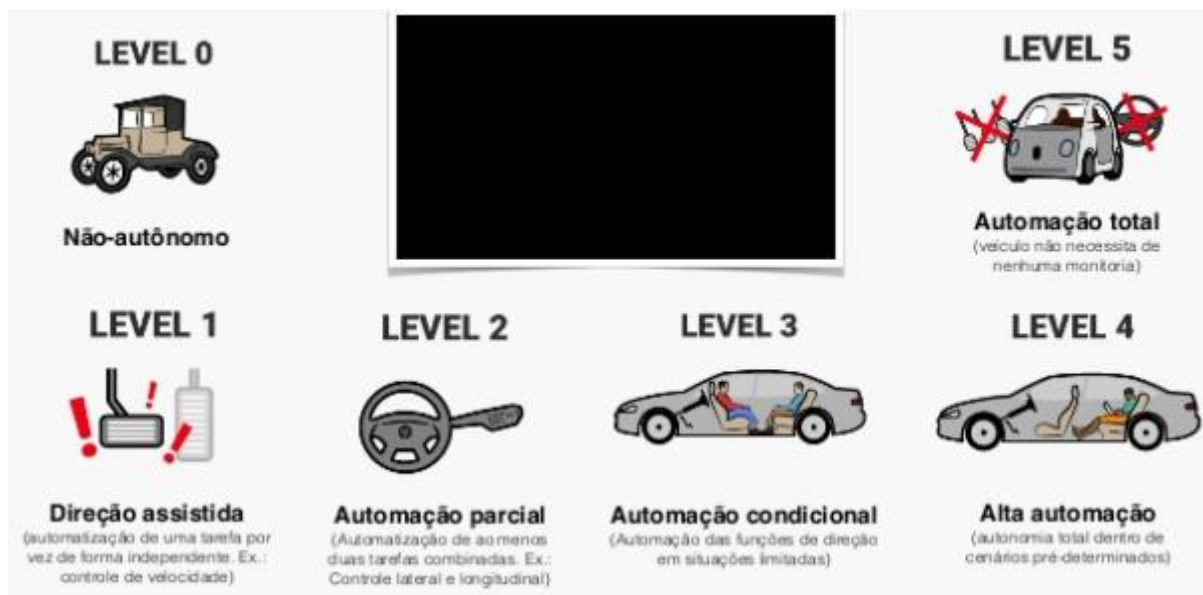 LEVEL 0
Não-autônomo
LEVEL 5
Automação total
(veículo não necessita de
nenhuma monitoria)
LEVEL 1
Direção assistida
(automatização de uma tarefa por
vez de forma independente. Ex.:
controle de velocidade)
LEVEL 2
Automação parcial
(Automatização de ao menos
duas tarefas combinadas. Ex.:
Controle lateral e longitudinal)
LEVEL 3
Automação condicional
(Automação das funções de direção
em situações limitadas)
LEVEL 4
Alta automação
(autonomia total dentro de
cenários pré-determinados)